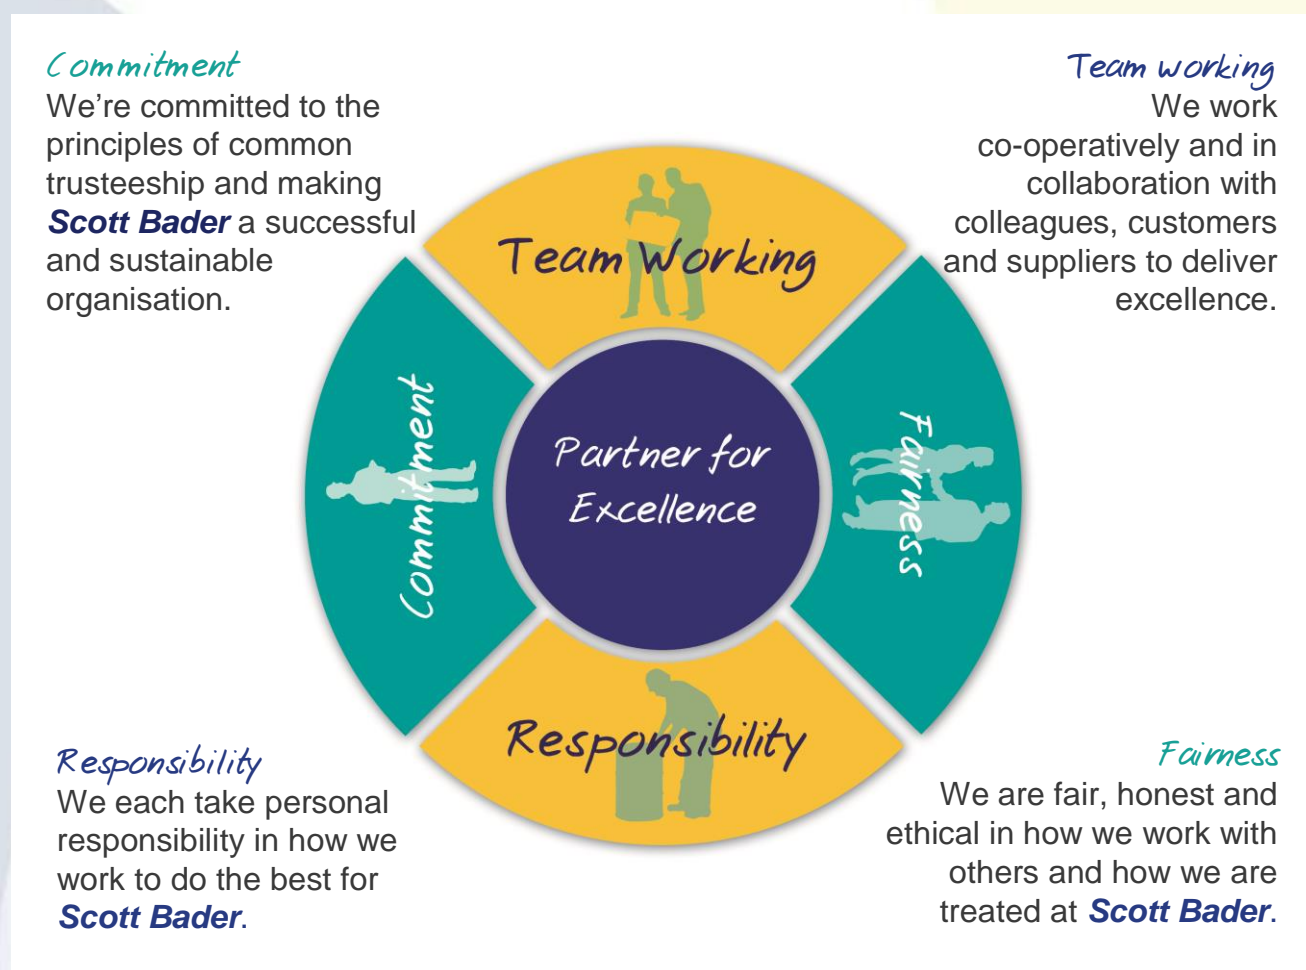 Commitment
We're committed to the
principles of common
trusteeship and making
Scott Bader a successful
and sustainable
organisation.
Team working
We work
co-operatively and in
collaboration with
colleagues, customers
and suppliers to deliver
excellence.
Team Working
Commitment
Partner for
Excellence
Fairness
Responsibility
Responsibility
We each take personal
responsibility in how we
work to do the best for
Scott Bader.
Fairness
We are fair, honest and
ethical in how we work with
others and how we are
treated at Scott Bader.